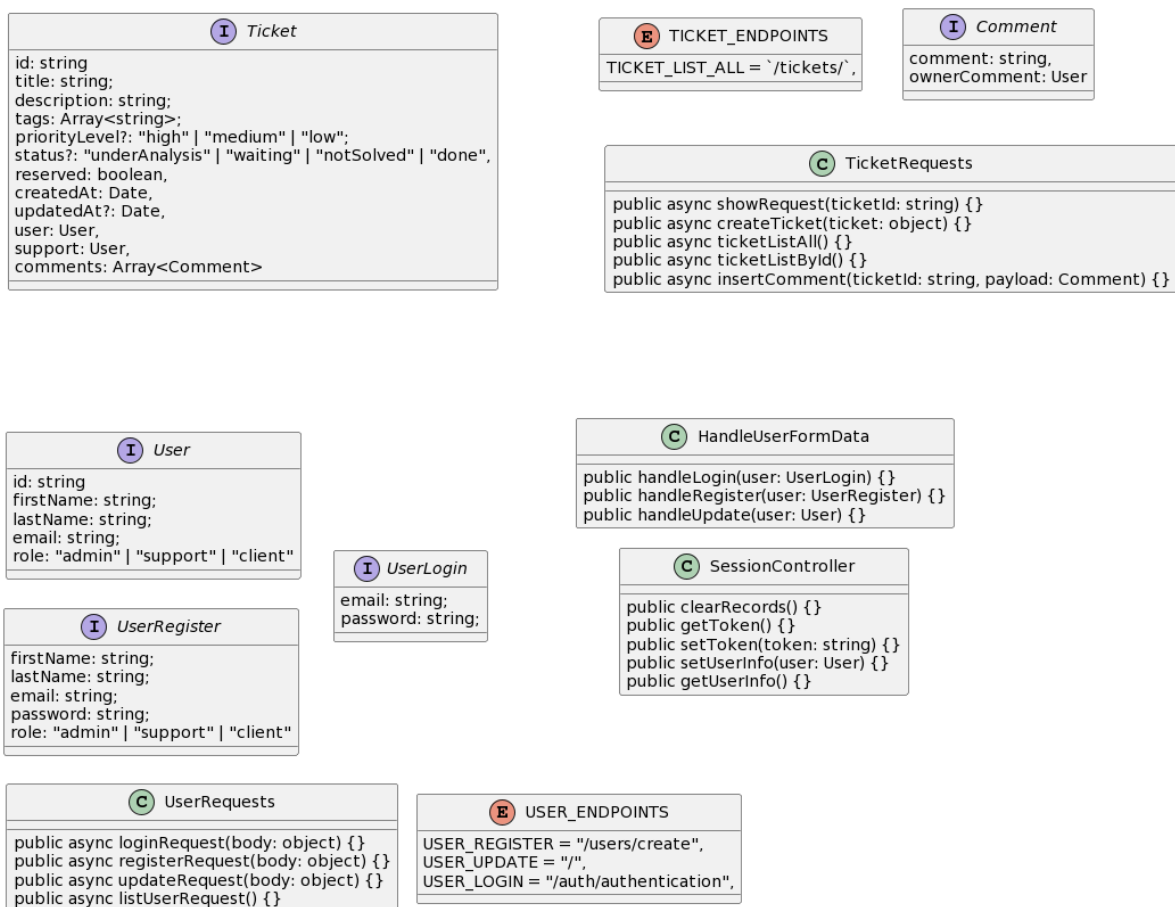 I Ticket
id: string
title: string;
description: string;
tags: Array<string>;
priorityLevel?: "high" | "medium" | "low";
status?: "underAnalysis" | "waiting" | "notSolved" | "done",
reserved: boolean,
createdAt: Date,
updatedAt?: Date,
user: User,
support: User,
comments: Array<Comment>
E TICKET_ENDPOINTS
TICKET_LIST_ALL = `/tickets/`,
I Comment
comment: string,
ownerComment: User
C TicketRequests
public async showRequest(ticketId: string) {}
public async createTicket(ticket: object) {}
public async ticketListAll() {}
public async ticketListById() {}
public async insertComment(ticketId: string, payload: Comment) {}
I User
id: string
firstName: string;
lastName: string;
email: string;
role: "admin" | "support" | "client"
I UserLogin
email: string;
password: string;
C HandleUserFormData
public handleLogin(user: UserLogin) {}
public handleRegister(user: UserRegister) {}
public handleUpdate(user: User) {}
C SessionController
public clearRecords() {}
public getToken() {}
public setToken(token: string) {}
public setUserInfo(user: User) {}
public getUserInfo() {}
I UserRegister
firstName: string;
lastName: string;
email: string;
password: string;
role: "admin" | "support" | "client"
C UserRequests
public async loginRequest(body: object) {}
public async registerRequest(body: object) {}
public async updateRequest(body: object) {}
public async listUserRequest() {}
E USER_ENDPOINTS
USER_REGISTER = "/users/create",
USER_UPDATE = "/",
USER_LOGIN = "/auth/authentication",